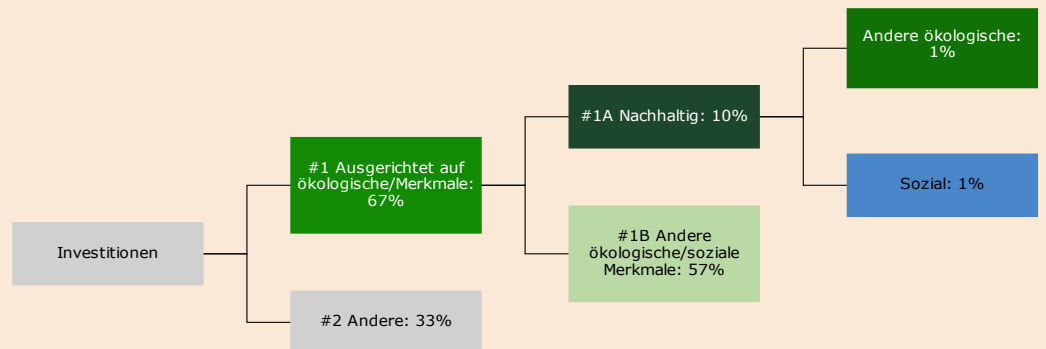 Investitionen
#1 Ausgerichtet auf
ökologische/Merkmale:
67%
#2 Andere: 33%
#1A Nachhaltig: 10%
#1B Andere
ökologische/soziale
Merkmale: 57%
Andere ökologische:
1%
Sozial: 1%